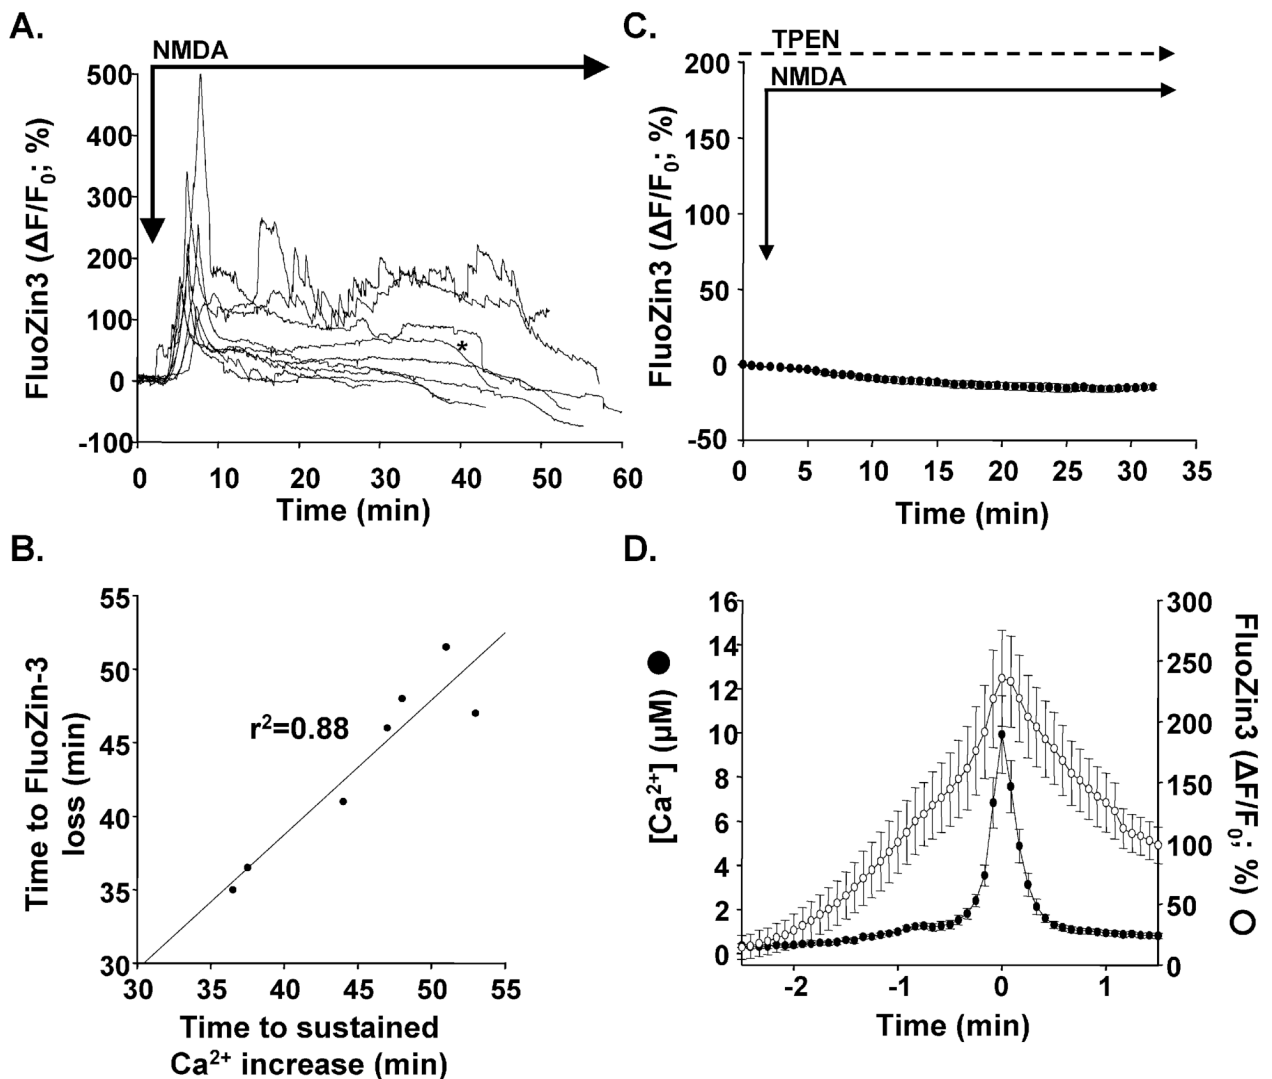 A.
NMDA
500
400
300
200
100
0
-100
FluoZin3 (ΔF/F₀; %)
*
0 10 20 30 40 50 60
Time (min)
C.
TPEN
NMDA
200
150
100
50
0
-50
FluoZin3 (ΔF/F₀; %)
0 5 10 15 20 25 30 35
Time (min)
B.
55
50
45
40
35
30
Time to FluoZin-3
loss (min)
r²=0.88
30 35 40 45 50 55
Time to sustained
Ca²⁺ increase (min)
D.
16
14
12
10
8
6
4
2
0
[Ca²⁺] (µM)
300
250
200
150
100
50
0
FluoZin3 (ΔF/F₀; %)
-2 -1 0 1
Time (min)